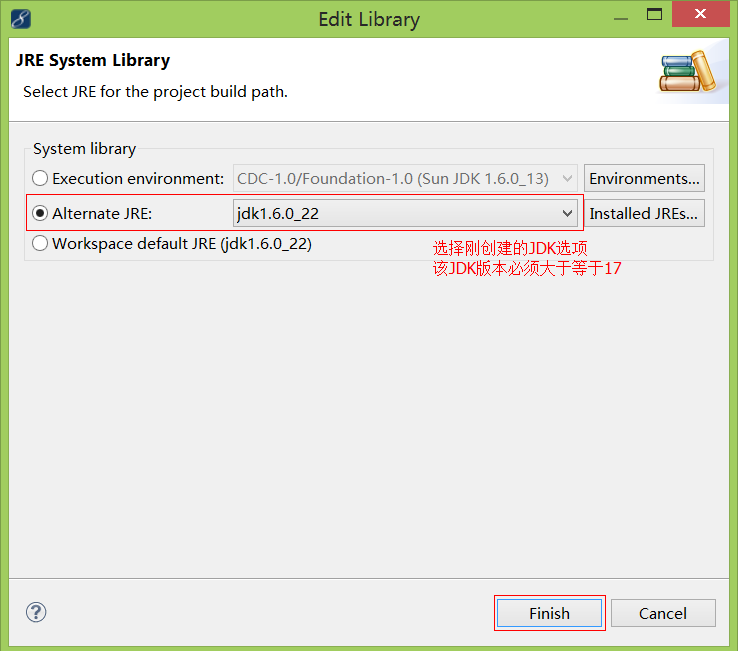 Edit Library
JRE System Library
Select JRE for the project build path.
System library
Execution environment: CDC-1.0/Foundation-1.0 (Sun JDK 1.6.0_13) Environments...
Alternate JRE: jdk1.6.0_22 Installed JREs...
Workspace default JRE (jdk1.6.0_22)
选择刚创建的JDK选项
该JDK版本必须大于等于17
Finish Cancel